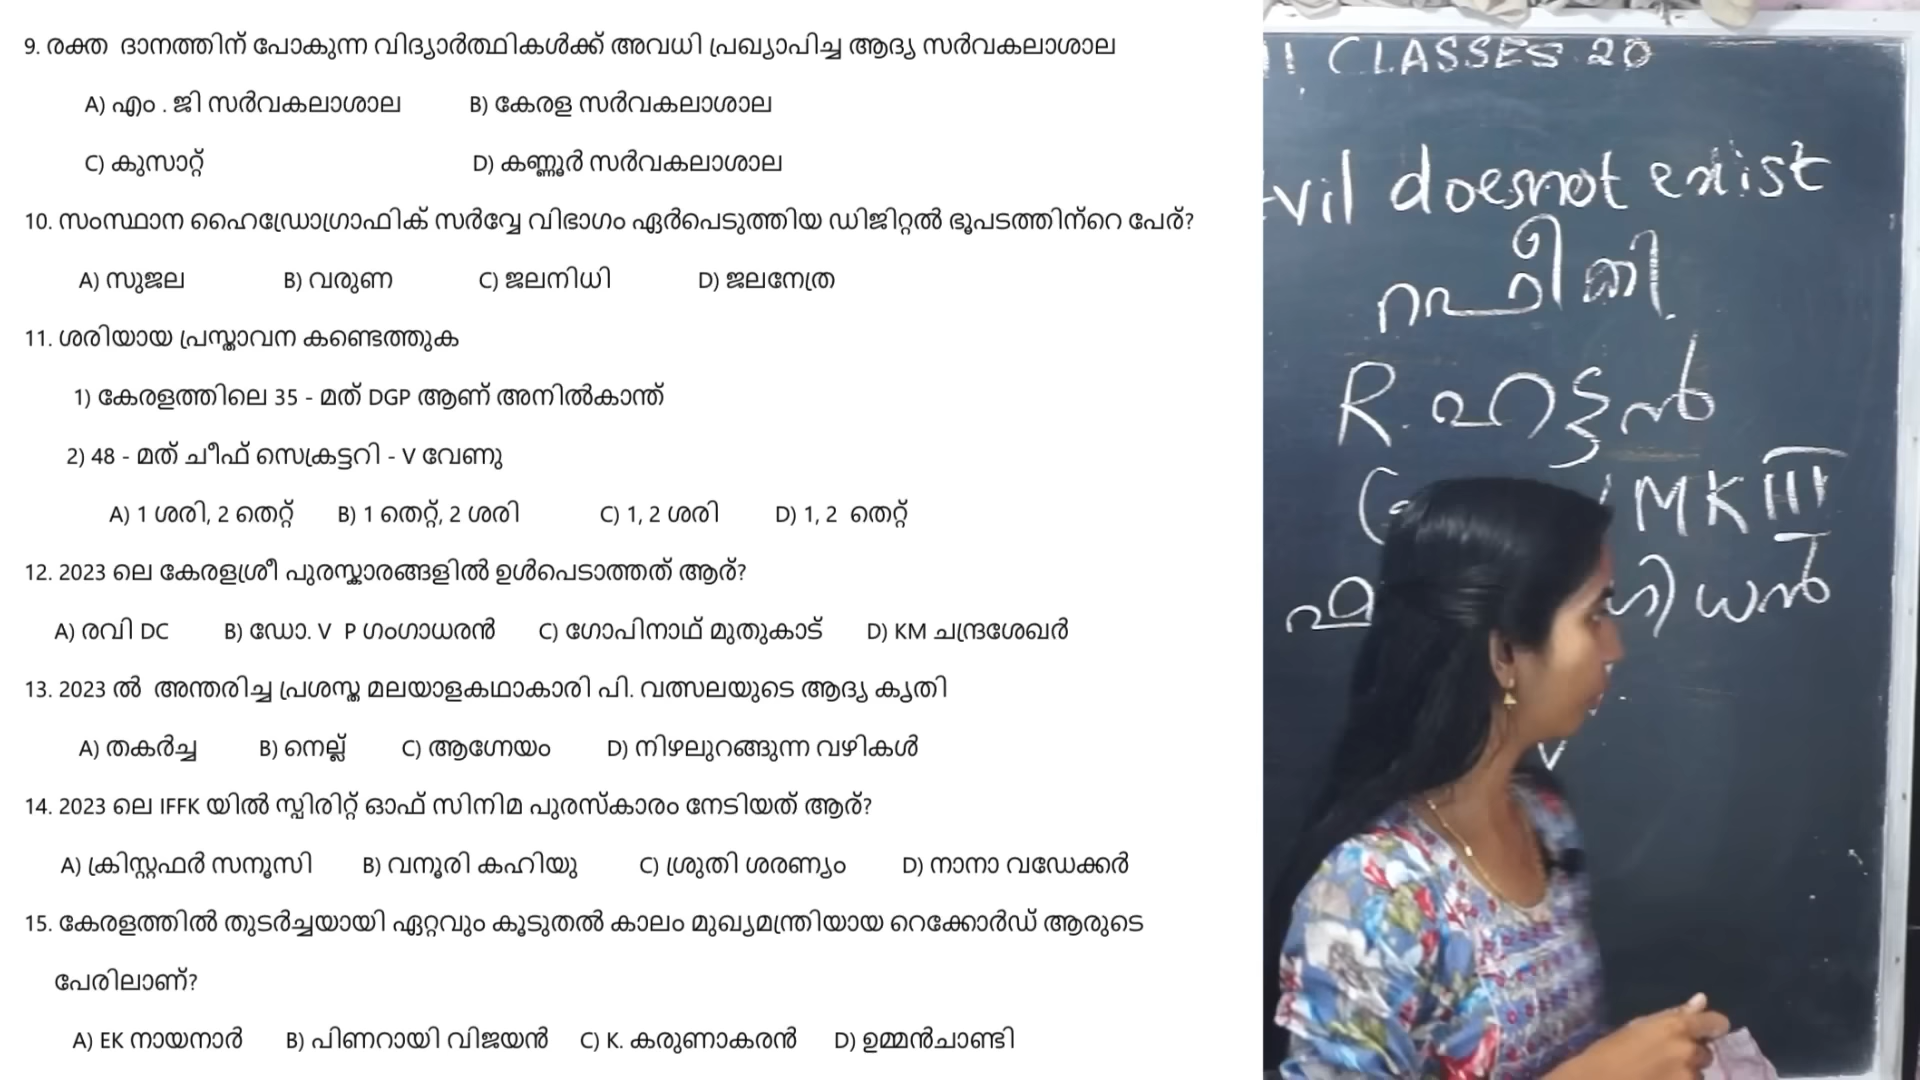 9. രക്ത ദാനത്തിന് പോകുന്ന വിദ്യാർത്ഥികൾക്ക് അവധി പ്രഖ്യാപിച്ച ആദ്യ സർവകലാശാല
A) എം . ജി സർവകലാശാല B) കേരള സർവകലാശാല
C) കുസാറ്റ് D) കണ്ണൂർ സർവകലാശാല
10. സംസ്ഥാന ഹൈഡ്രോഗ്രാഫിക് സർവ്വേ വിഭാഗം ഏർപെടുത്തിയ ഡിജിറ്റൽ ഭൂപടത്തിന്റെ പേര്?
A) സുജല B) വരുണ C) ജലനിധി D) ജലനേത്ര
11. ശരിയായ പ്രസ്താവന കണ്ടെത്തുക
1) കേരളത്തിലെ 35 - മത് DGP ആണ് അനിൽകാന്ത്
2) 48 - മത് ചീഫ് സെക്രട്ടറി - V വേണു
A) 1 ശരി, 2 തെറ്റ് B) 1 തെറ്റ്, 2 ശരി C) 1, 2 ശരി D) 1, 2 തെറ്റ്
12. 2023 ലെ കേരളശ്രീ പുരസ്കാരങ്ങളിൽ ഉൾപെടാത്തത് ആര്?
A) രവി DC B) ഡോ. V P ഗംഗാധരൻ C) ഗോപിനാഥ് മുതുകാട് D) KM ചന്ദ്രശേഖർ
13. 2023 ൽ അന്തരിച്ച പ്രശസ്ത മലയാളകഥാകാരി പി. വത്സലയുടെ ആദ്യ കൃതി
A) തകർച്ച B) നെല്ല് C) ആഗ്നേയം D) നിഴലുറങ്ങുന്ന വഴികൾ
14. 2023 ലെ IFFK യിൽ സ്പിരിറ്റ് ഓഫ് സിനിമ പുരസ്‌കാരം നേടിയത് ആര്?
A) ക്രിസ്റ്റഫർ സനൂസി B) വനൂരി കഹിയു C) ശ്രുതി ശരണ്യം D) നാനാ വഡേക്കർ
15. കേരളത്തിൽ തുടർച്ചയായി ഏറ്റവും കൂടുതൽ കാലം മുഖ്യമന്ത്രിയായ റെക്കോർഡ് ആരുടെ
പേരിലാണ്?
A) EK നായനാർ B) പിണറായി വിജയൻ C) K. കരുണാകരൻ D) ഉമ്മൻചാണ്ടി
CLASSES 20
vil doesnot exist
റഫീക്കി
R. ഹട്ടൻ
MK III